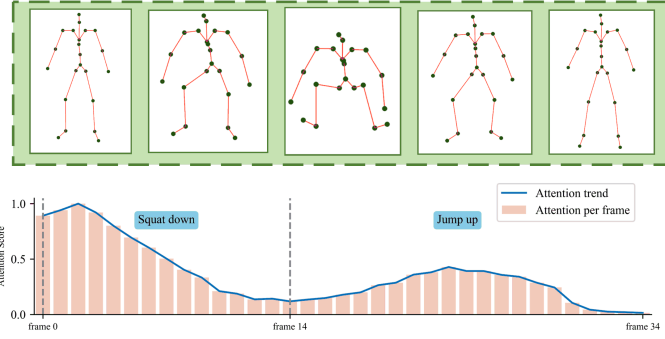 Attention trend
Attention per frame
Squat down
Jump up
Attention Score
1.0
0.5
0.0
frame 0
frame 14
frame 34